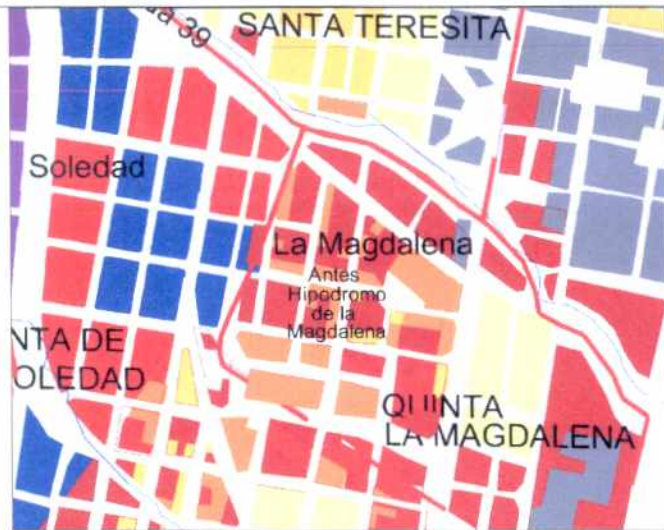 39
SANTA TERESITA
Soledad
La Magdalena
Antes
Hipodromo
de la
Magdalena
NTA DE
OLEDAD
QUINTA
LA MAGDALENA